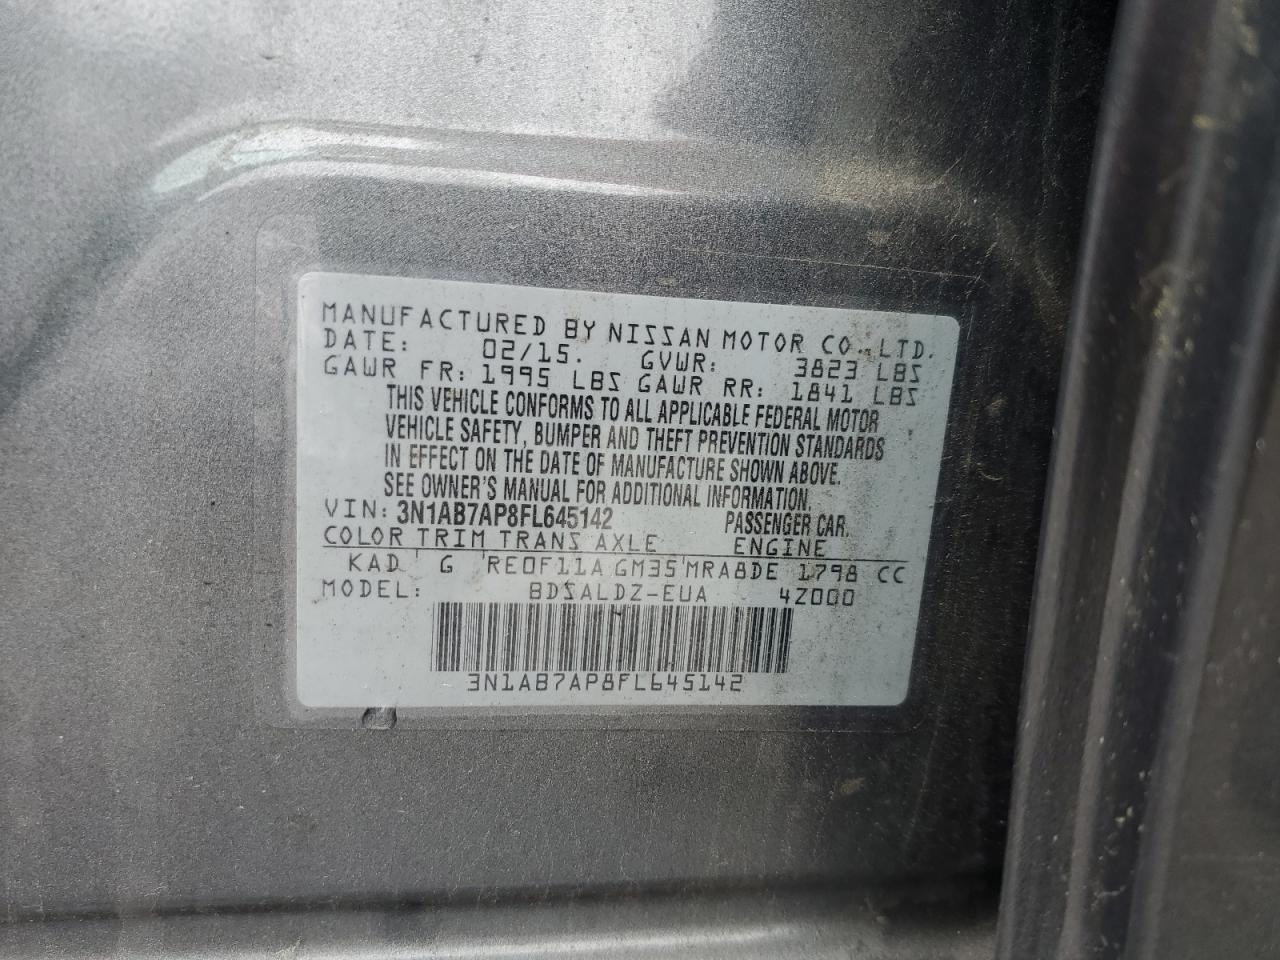 MANUFACTURED BY NISSAN MOTOR CO., LTD.
DATE: 02/15. GVWR: 3823 LBS
GAWR FR: 1995 LBS GAWR RR: 1841 LBS
THIS VEHICLE CONFORMS TO ALL APPLICABLE FEDERAL MOTOR
VEHICLE SAFETY, BUMPER AND THEFT PREVENTION STANDARDS
IN EFFECT ON THE DATE OF MANUFACTURE SHOWN ABOVE.
SEE OWNER'S MANUAL FOR ADDITIONAL INFORMATION.
VIN: 3N1AB7AP8FL645142 PASSENGER CAR.
COLOR TRIM TRANS AXLE ENGINE
KAD ' G 'RE0F11A GM35'MRA8DE 1798 CC
MODEL: BDSALDZ-EUA 4Z000
3N1AB7AP8FL645142